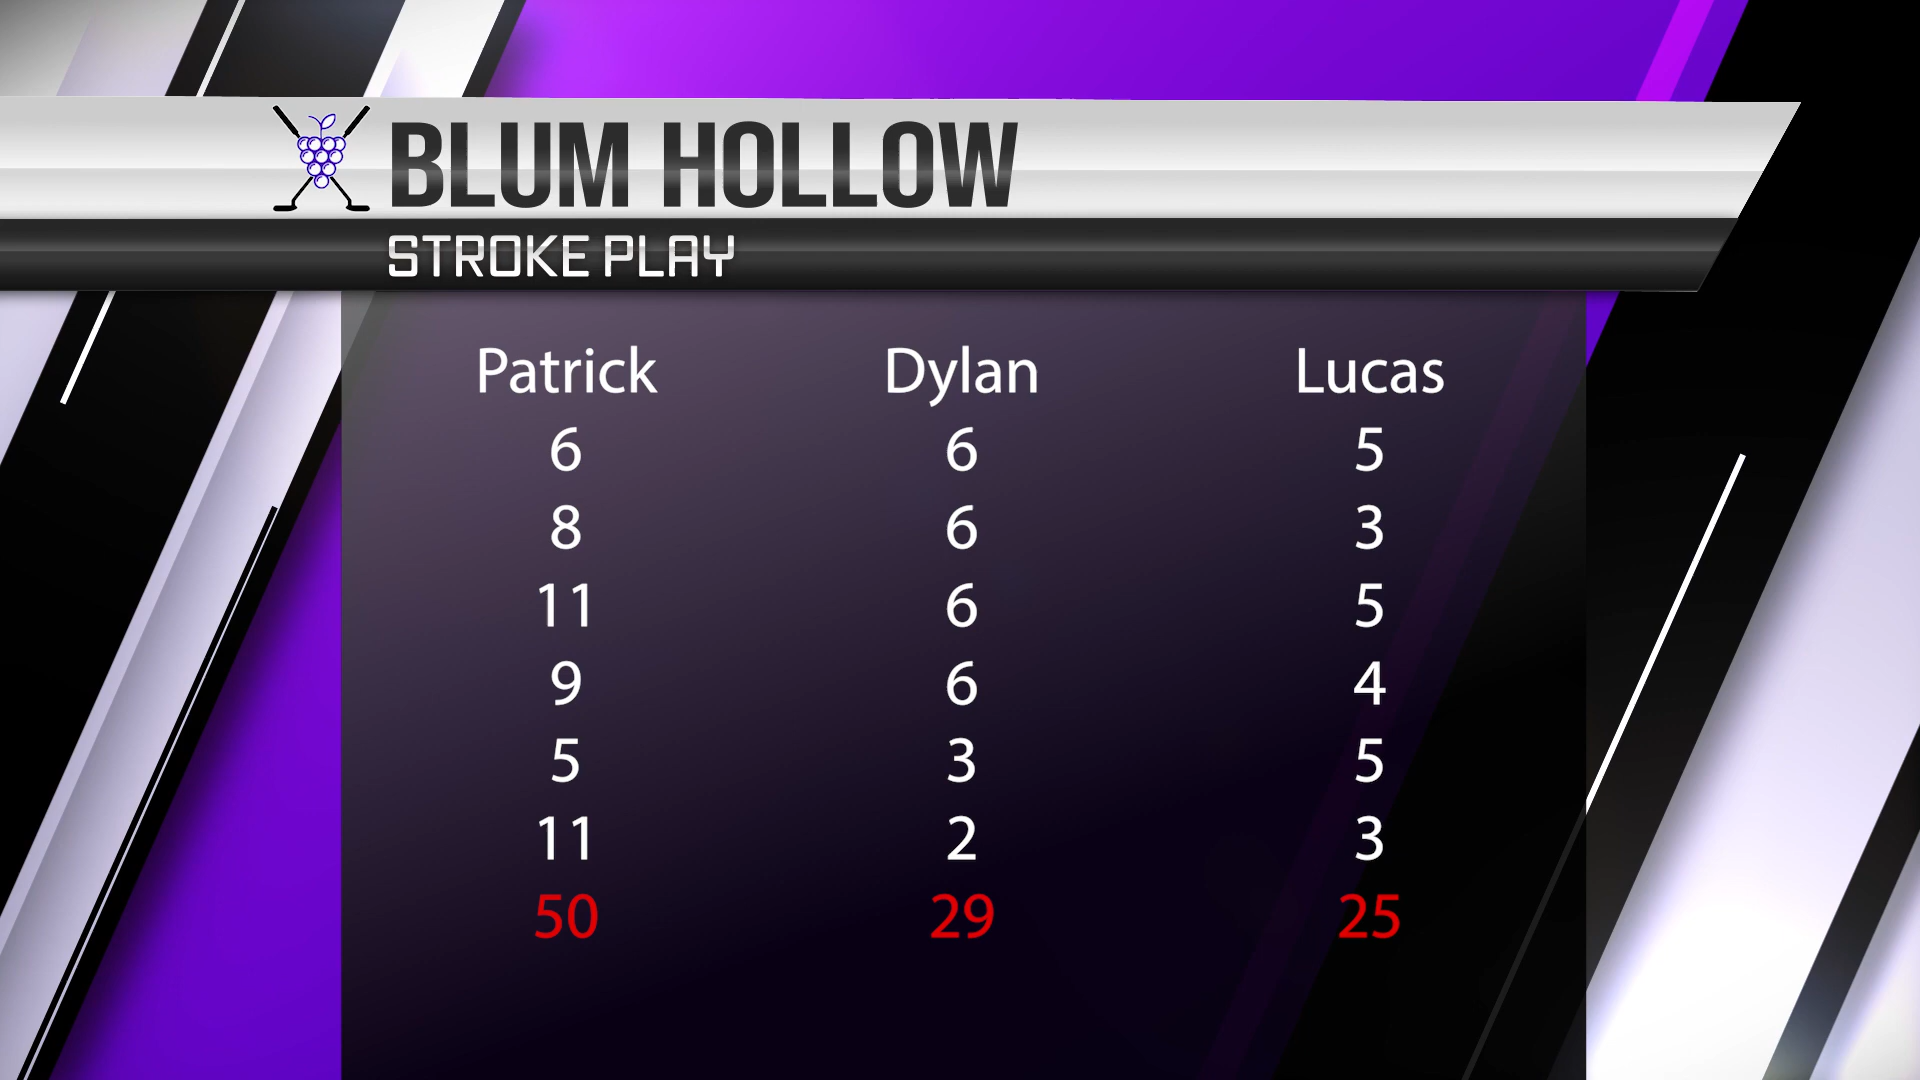 BLUM HOLLOW
STROKE PLAY
Patrick Dylan Lucas
6 6 5
8 6 3
11 6 5
9 6 4
5 3 5
11 2 3
50 29 25